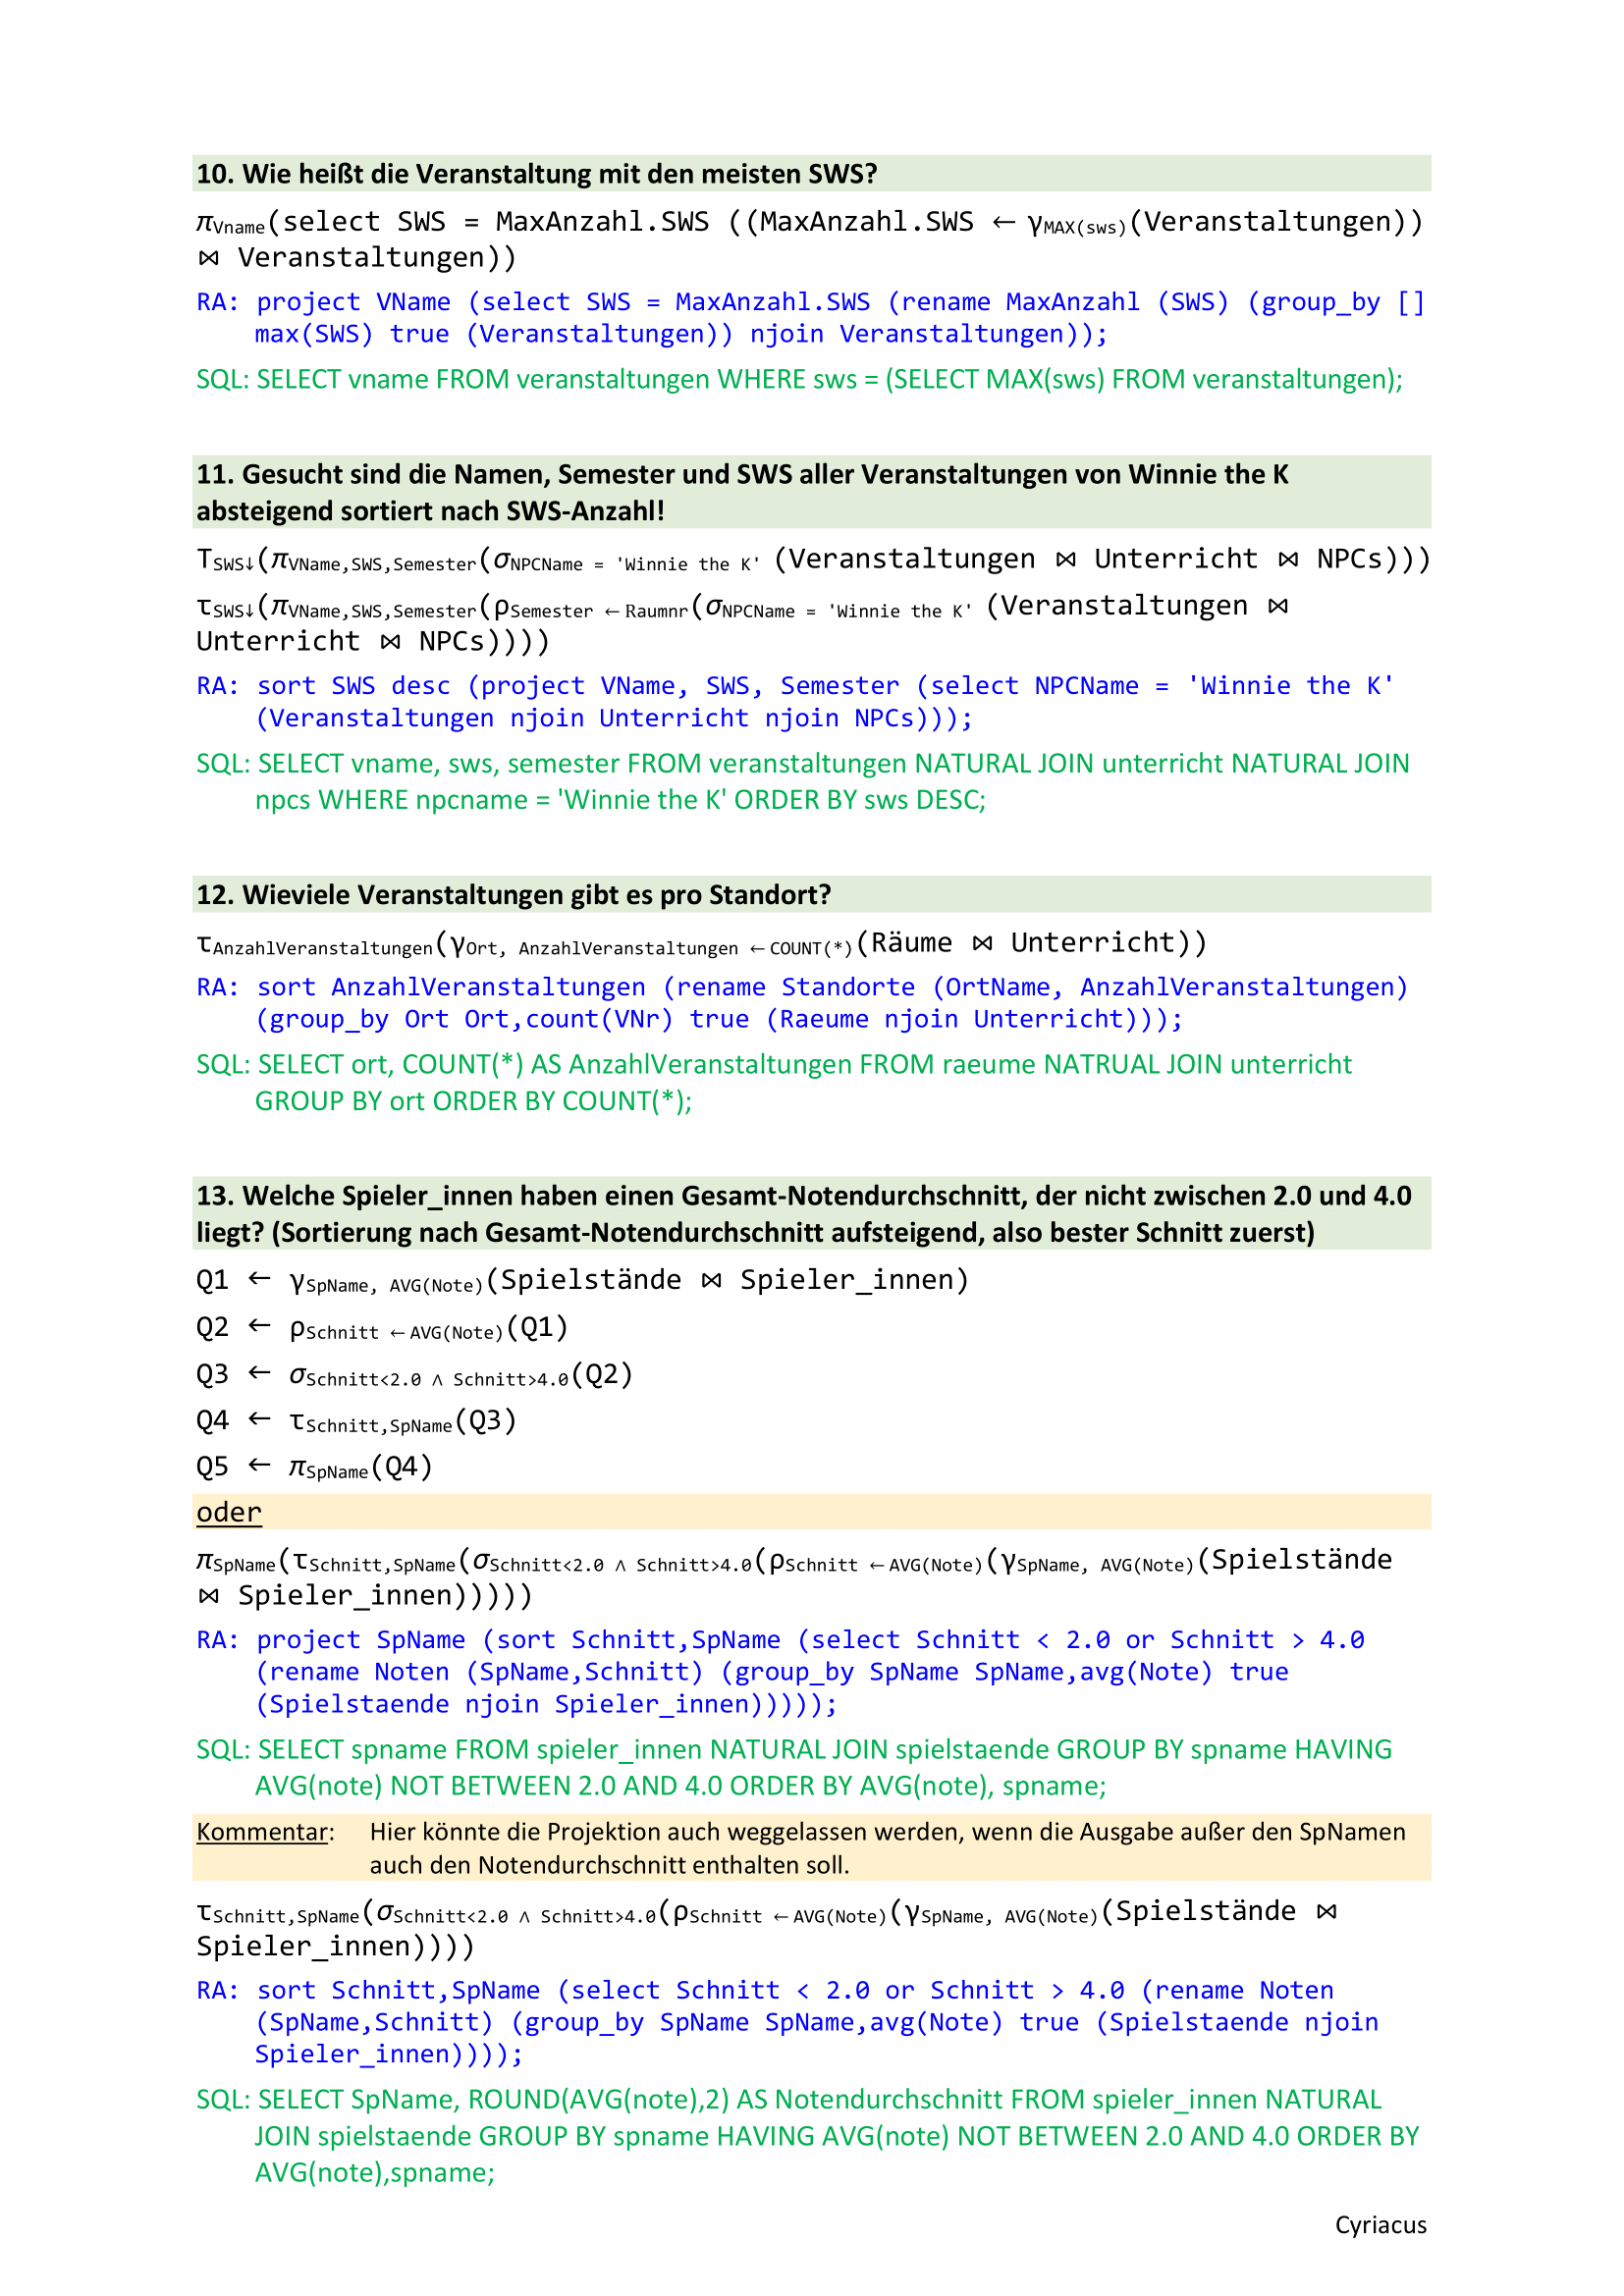 10. Wie heißt die Veranstaltung mit den meisten SWS?
πVname(select SWS = MaxAnzahl.SWS ((MaxAnzahl.SWS ← γMAX(sws)(Veranstaltungen))
⋈ Veranstaltungen))
RA: project VName (select SWS = MaxAnzahl.SWS (rename MaxAnzahl (SWS) (group_by []
max(SWS) true (Veranstaltungen)) njoin Veranstaltungen));
SQL: SELECT vname FROM veranstaltungen WHERE sws = (SELECT MAX(sws) FROM veranstaltungen);
11. Gesucht sind die Namen, Semester und SWS aller Veranstaltungen von Winnie the K
absteigend sortiert nach SWS-Anzahl!
TSWS↓(πVName,SWS,Semester(σNPCName = 'Winnie the K' (Veranstaltungen ⋈ Unterricht ⋈ NPCs)))
τSWS↓(πVName,SWS,Semester(ρSemester ← Raumnr(σNPCName = 'Winnie the K' (Veranstaltungen ⋈
Unterricht ⋈ NPCs))))
RA: sort SWS desc (project VName, SWS, Semester (select NPCName = 'Winnie the K'
(Veranstaltungen njoin Unterricht njoin NPCs)));
SQL: SELECT vname, sws, semester FROM veranstaltungen NATURAL JOIN unterricht NATURAL JOIN
npcs WHERE npcname = 'Winnie the K' ORDER BY sws DESC;
12. Wieviele Veranstaltungen gibt es pro Standort?
τAnzahlVeranstaltungen(γOrt, AnzahlVeranstaltungen ← COUNT(*)(Räume ⋈ Unterricht))
RA: sort AnzahlVeranstaltungen (rename Standorte (OrtName, AnzahlVeranstaltungen)
(group_by Ort Ort,count(VNr) true (Raeume njoin Unterricht)));
SQL: SELECT ort, COUNT(*) AS AnzahlVeranstaltungen FROM raeume NATRUAL JOIN unterricht
GROUP BY ort ORDER BY COUNT(*);
13. Welche Spieler_innen haben einen Gesamt-Notendurchschnitt, der nicht zwischen 2.0 und 4.0
liegt? (Sortierung nach Gesamt-Notendurchschnitt aufsteigend, also bester Schnitt zuerst)
Q1 ← γSpName, AVG(Note)(Spielstände ⋈ Spieler_innen)
Q2 ← ρSchnitt ← AVG(Note)(Q1)
Q3 ← σSchnitt<2.0 ∧ Schnitt>4.0(Q2)
Q4 ← τSchnitt,SpName(Q3)
Q5 ← πSpName(Q4)
oder
πSpName(τSchnitt,SpName(σSchnitt<2.0 ∧ Schnitt>4.0(ρSchnitt ← AVG(Note)(γSpName, AVG(Note)(Spielstände
⋈ Spieler_innen)))))
RA: project SpName (sort Schnitt,SpName (select Schnitt < 2.0 or Schnitt > 4.0
(rename Noten (SpName,Schnitt) (group_by SpName SpName,avg(Note) true
(Spielstaende njoin Spieler_innen)))));
SQL: SELECT spname FROM spieler_innen NATURAL JOIN spielstaende GROUP BY spname HAVING
AVG(note) NOT BETWEEN 2.0 AND 4.0 ORDER BY AVG(note), spname;
Kommentar: Hier könnte die Projektion auch weggelassen werden, wenn die Ausgabe außer den SpNamen
auch den Notendurchschnitt enthalten soll.
τSchnitt,SpName(σSchnitt<2.0 ∧ Schnitt>4.0(ρSchnitt ← AVG(Note)(γSpName, AVG(Note)(Spielstände ⋈
Spieler_innen))))
RA: sort Schnitt,SpName (select Schnitt < 2.0 or Schnitt > 4.0 (rename Noten
(SpName,Schnitt) (group_by SpName SpName,avg(Note) true (Spielstaende njoin
Spieler_innen))));
SQL: SELECT SpName, ROUND(AVG(note),2) AS Notendurchschnitt FROM spieler_innen NATURAL
JOIN spielstaende GROUP BY spname HAVING AVG(note) NOT BETWEEN 2.0 AND 4.0 ORDER BY
AVG(note),spname;
Cyriacus